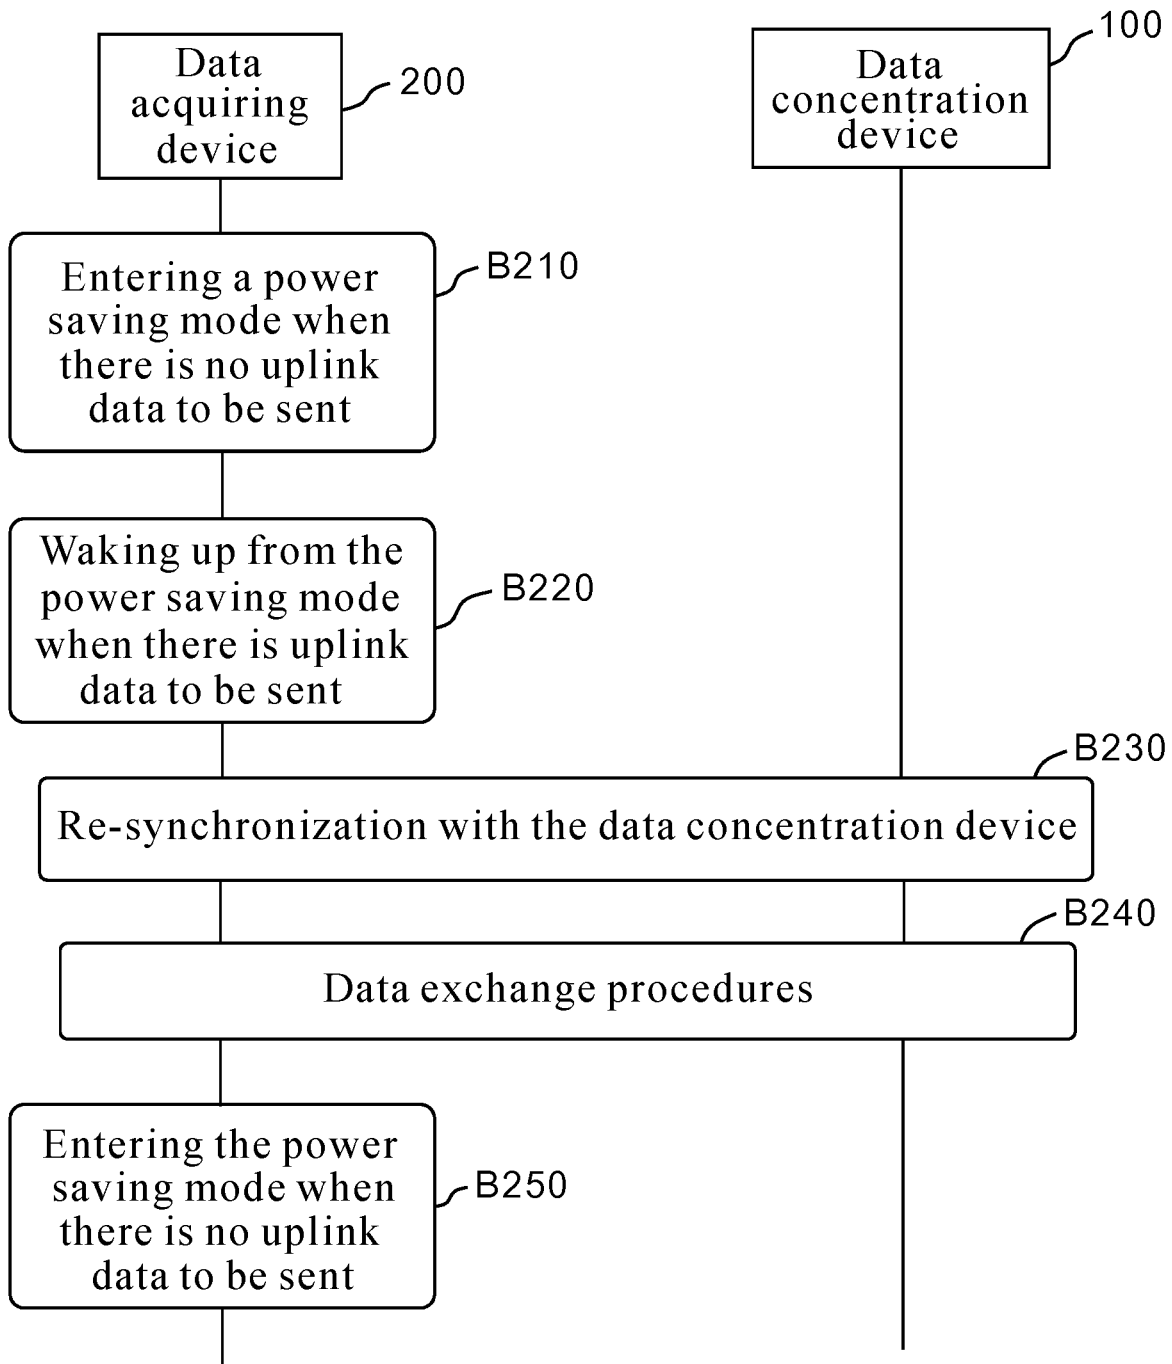 Data
acquiring
device
200
Data
concentration
device
100
Entering a power
saving mode when
there is no uplink
data to be sent
B210
Waking up from the
power saving mode
when there is uplink
data to be sent
B220
B230
Re-synchronization with the data concentration device
B240
Data exchange procedures
Entering the power
saving mode when
there is no uplink
data to be sent
B250